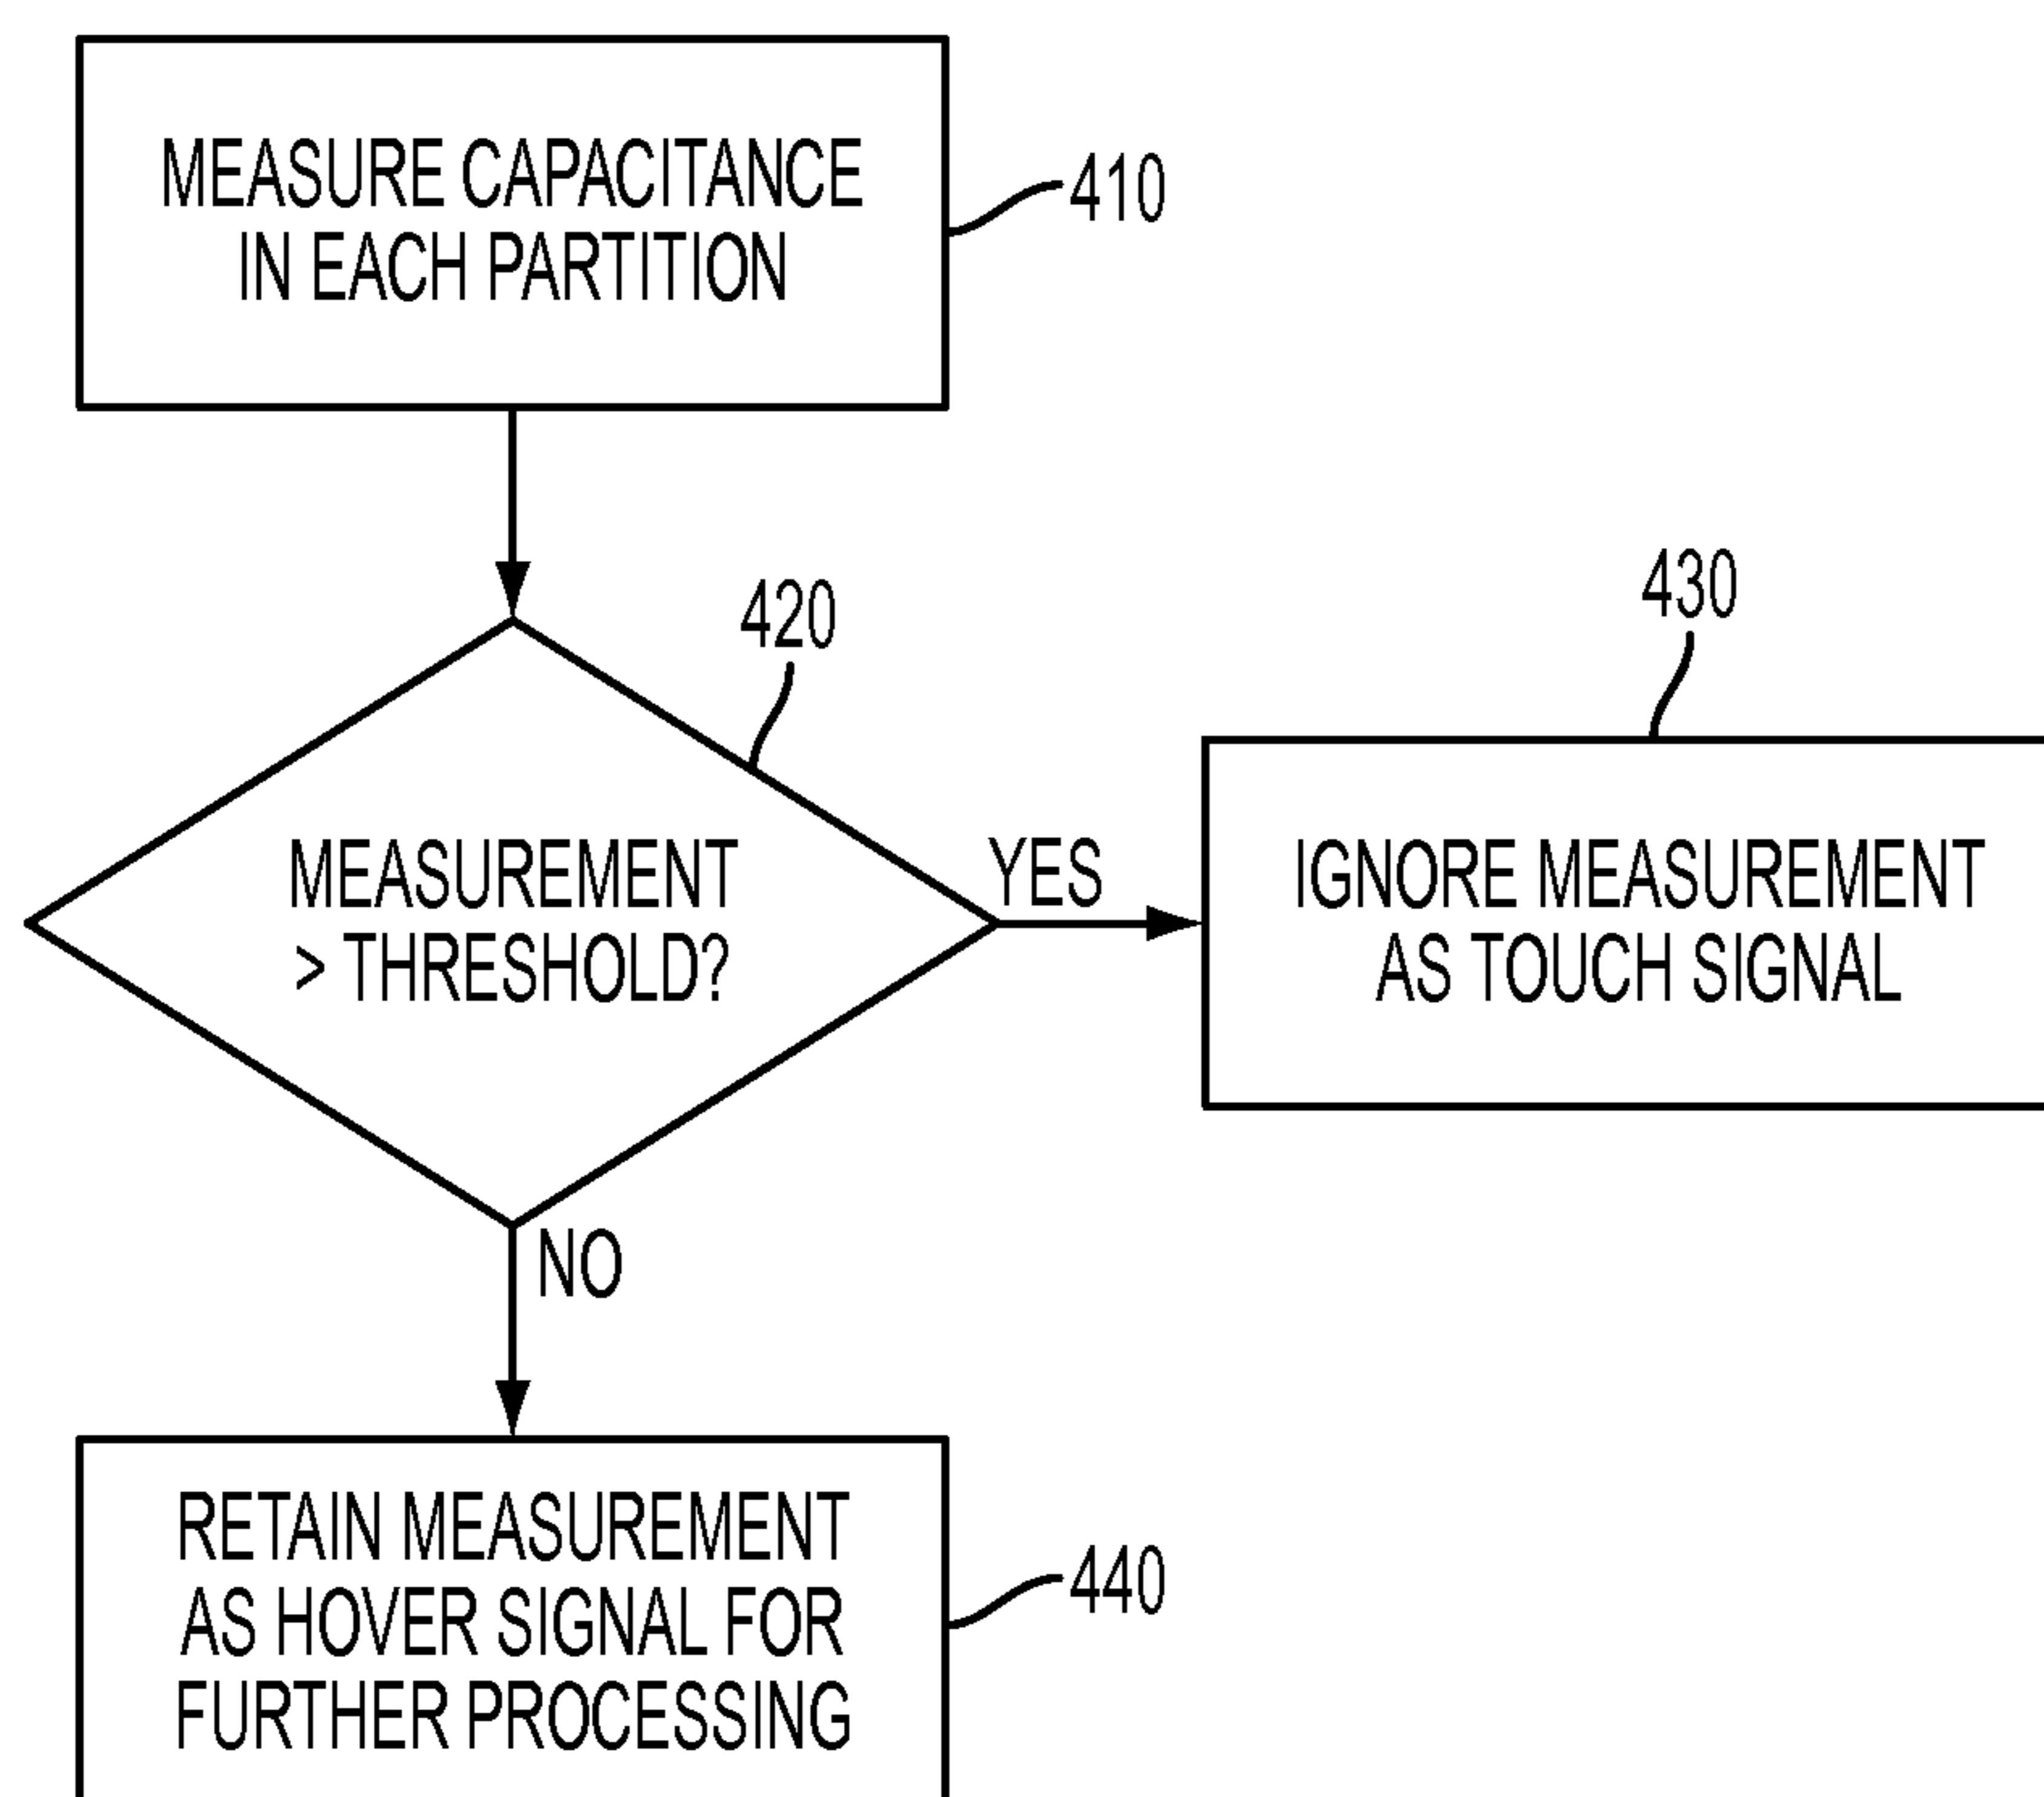 MEASURE CAPACITANCE
IN EACH PARTITION
410
420
430
MEASUREMENT
> THRESHOLD?
YES
IGNORE MEASUREMENT
AS TOUCH SIGNAL
NO
RETAIN MEASUREMENT
AS HOVER SIGNAL FOR
FURTHER PROCESSING
440